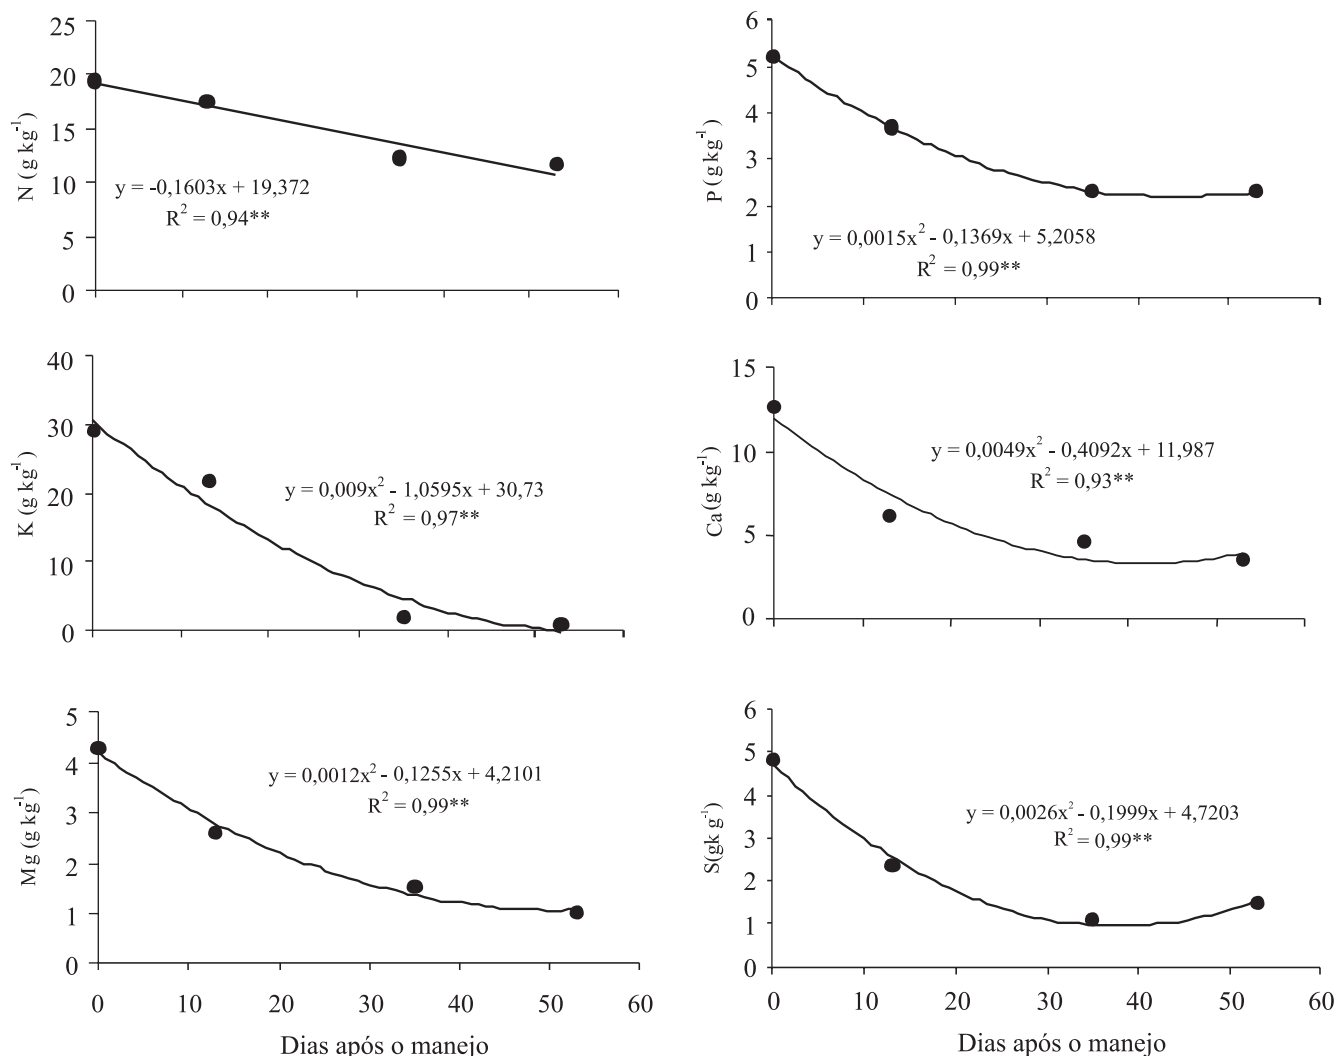 25
20
15
10
5
0
N (g kg-1)
y = -0,1603x + 19,372
R2 = 0,94**
6
5
4
3
2
1
0
P (g kg-1)
y = 0,0015x2 - 0,1369x + 5,2058
R2 = 0,99**
40
30
20
10
0
K (g kg-1)
y = 0,009x2 - 1,0595x + 30,73
R2 = 0,97**
15
10
5
0
Ca (g kg-1)
y = 0,0049x2 - 0,4092x + 11,987
R2 = 0,93**
5
4
3
2
1
0
Mg (g kg-1)
y = 0,0012x2 - 0,1255x + 4,2101
R2 = 0,99**
0 10 20 30 40 50 60
Dias após o manejo
6
5
4
3
2
1
0
S(gk g-1)
y = 0,0026x2 - 0,1999x + 4,7203
R2 = 0,99**
0 10 20 30 40 50 60
Dias após o manejo